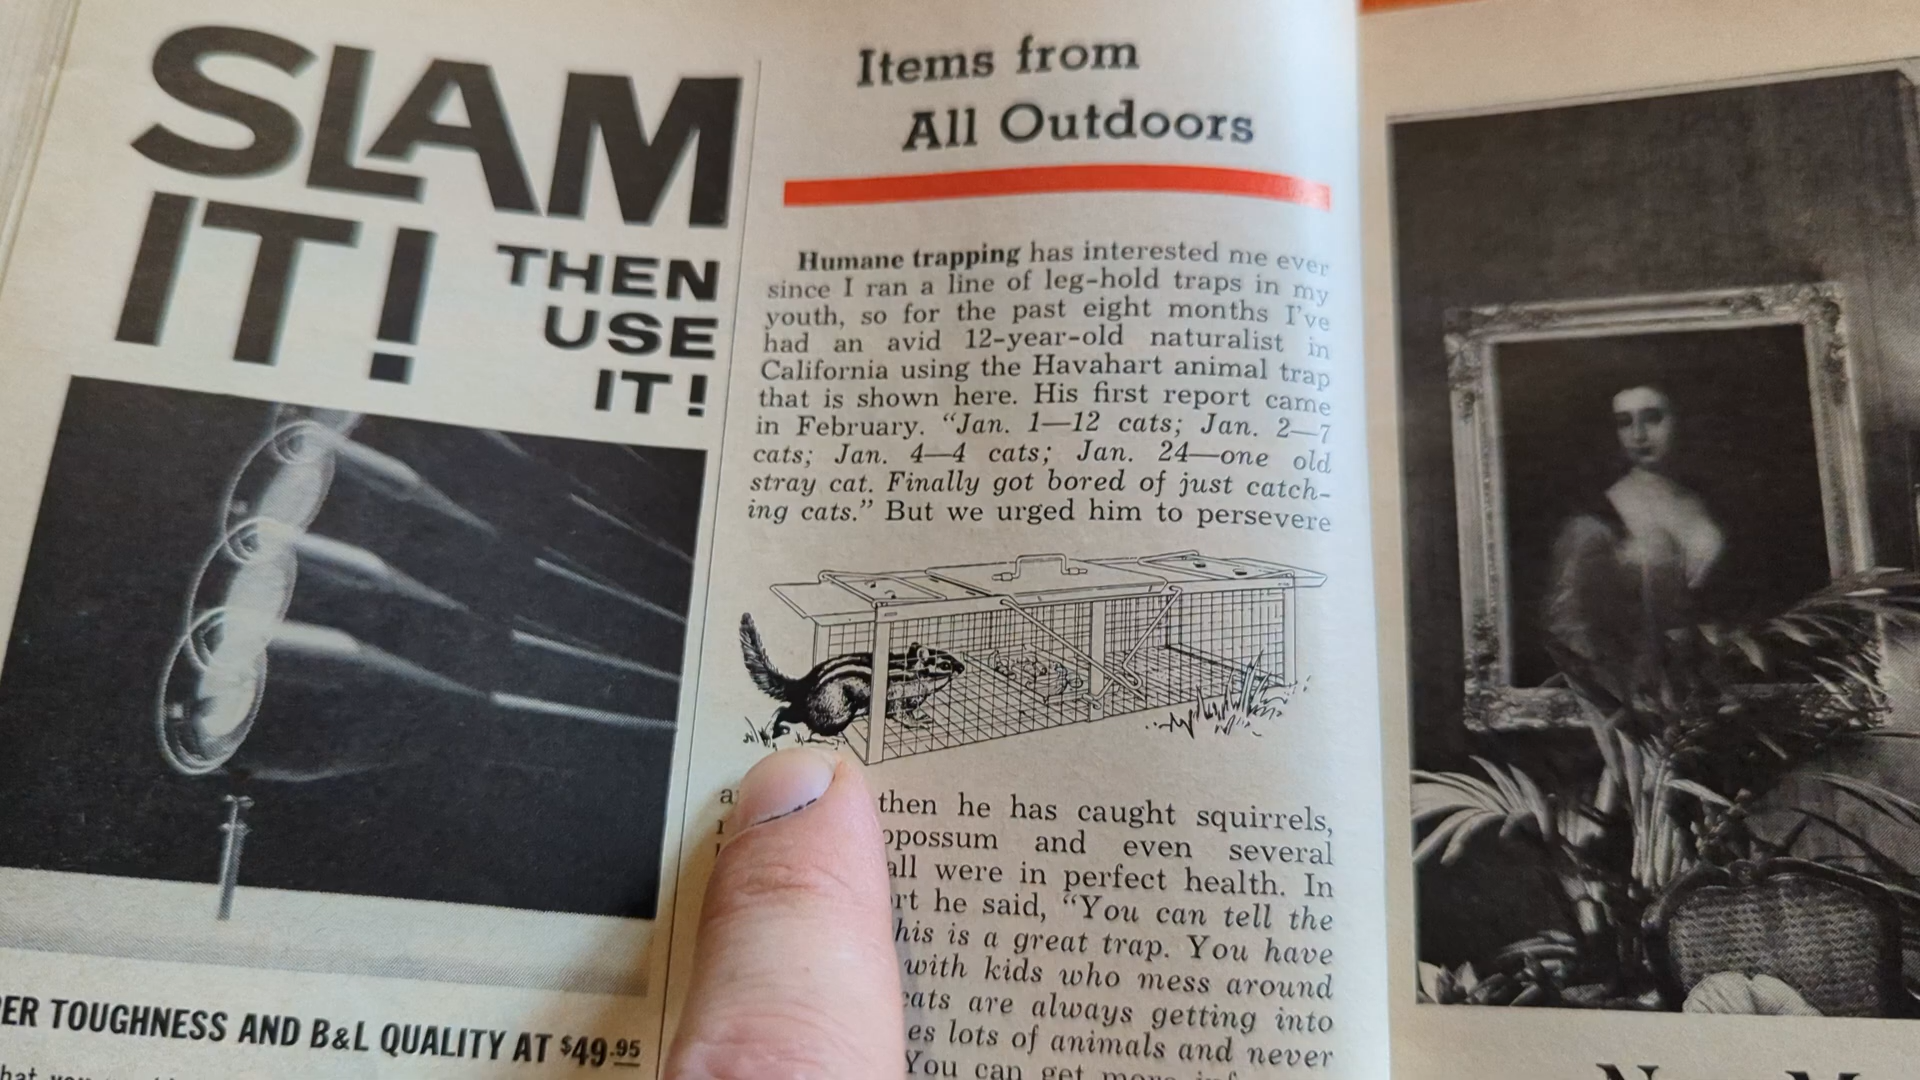 SLAM
IT!
THEN
USE
IT!
ER TOUGHNESS AND B&L QUALITY AT $49.95
Items from
All Outdoors
Humane trapping has interested me ever
since I ran a line of leg-hold traps in my
youth, so for the past eight months I've
had an avid 12-year-old naturalist in
California using the Havahart animal trap
that is shown here. His first report came
in February. “Jan. 1—12 cats; Jan. 2—7
cats; Jan. 4—4 cats; Jan. 24—one old
stray cat. Finally got bored of just catch-
ing cats.” But we urged him to persevere
then he has caught squirrels,
opossum and even several
all were in perfect health. In
he said, “You can tell the
his is a great trap. You have
with kids who mess around
cats are always getting into
lots of animals and never
You can get more